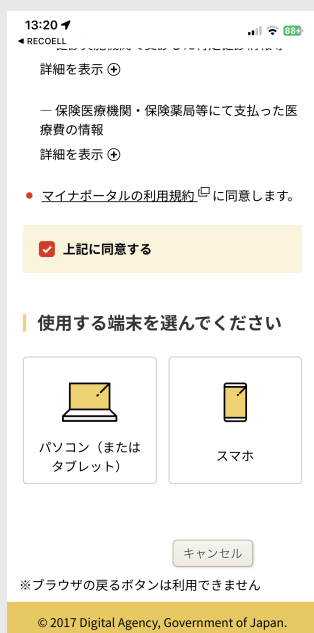 13:20
88
◀ RECOELL
詳細を表示
― 保険医療機関・保険薬局等にて支払った医
療費の情報
詳細を表示
マイナポータルの利用規約 に同意します。
上記に同意する
使用する端末を選んでください
パソコン（または
タブレット）
スマホ
キャンセル
※ブラウザの戻るボタンは利用できません
© 2017 Digital Agency, Government of Japan.